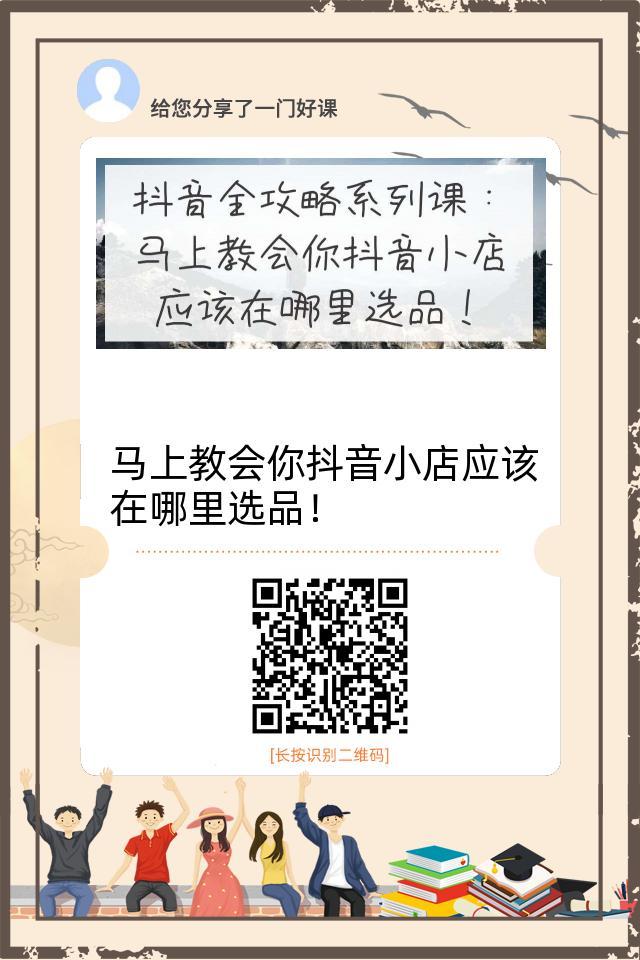 给您分享了一门好课
抖音全攻略系列课：
马上教会你抖音小店
应该在哪里选品！
马上教会你抖音小店应该
在哪里选品！
[长按识别二维码]